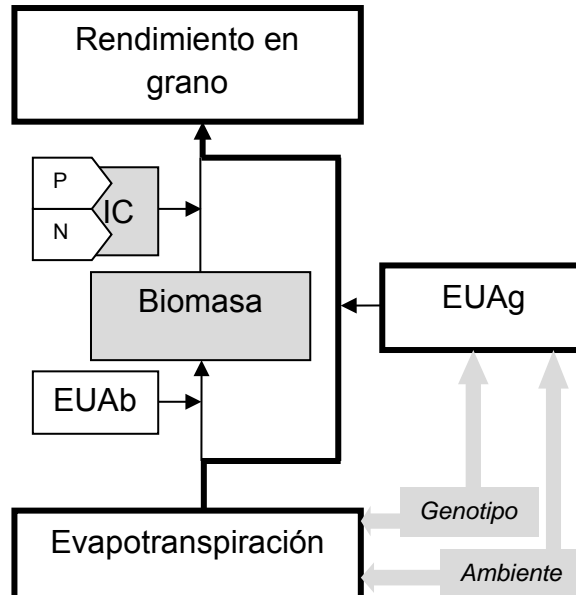 Rendimiento en
grano
P
IC
N
Biomasa
EUAg
EUAb
Genotipo
Evapotranspiración
Ambiente